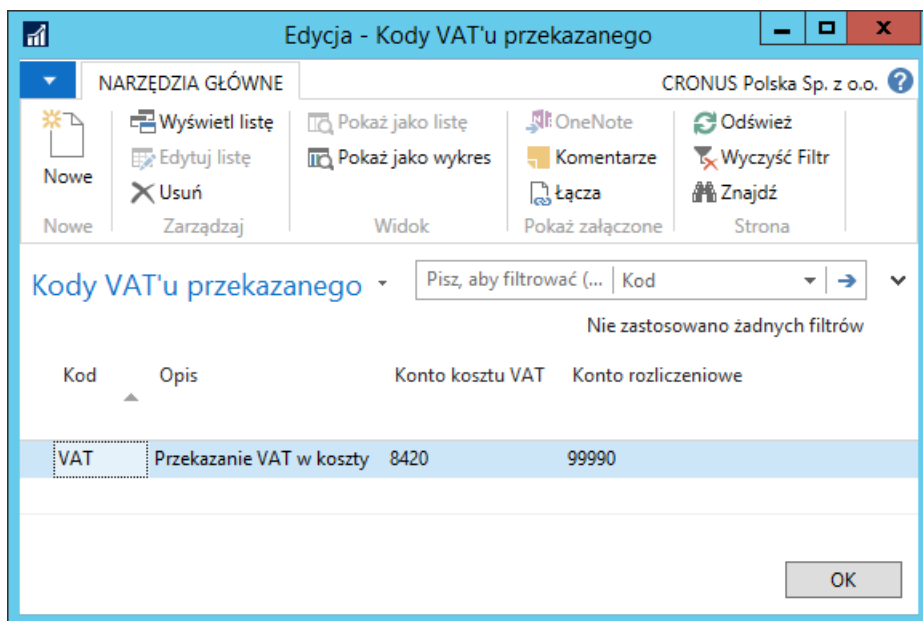 Edycja - Kody VAT'u przekazanego
NARZĘDZIA GŁÓWNE
CRONUS Polska Sp. z o.o.
Nowe
Wyświetl listę
Edytuj listę
Usuń
Pokaż jako listę
Pokaż jako wykres
OneNote
Komentarze
Łącza
Odśwież
Wyczyść Filtr
Znajdź
Nowe
Zarządzaj
Widok
Pokaż załączone
Strona
Kody VAT'u przekazanego
Pisz, aby filtrować (... Kod
Nie zastosowano żadnych filtrów
Kod Opis Konto kosztu VAT Konto rozliczeniowe
VAT Przekazanie VAT w koszty 8420 99990
OK